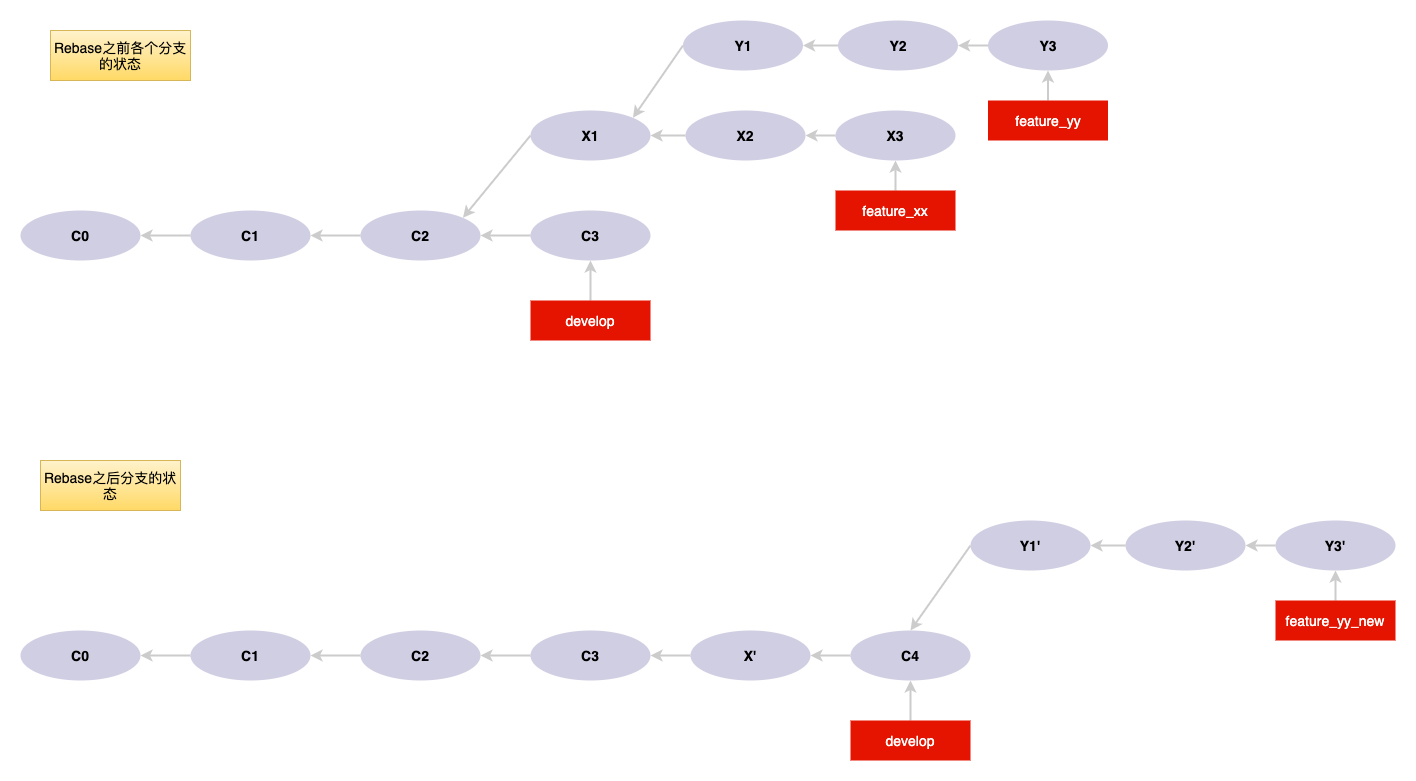 Rebase之前各个分支
的状态
Y1
Y2
Y3
feature_yy
X1
X2
X3
feature_xx
C0
C1
C2
C3
develop
Rebase之后分支的状
态
Y1'
Y2'
Y3'
feature_yy_new
C0
C1
C2
C3
X'
C4
develop